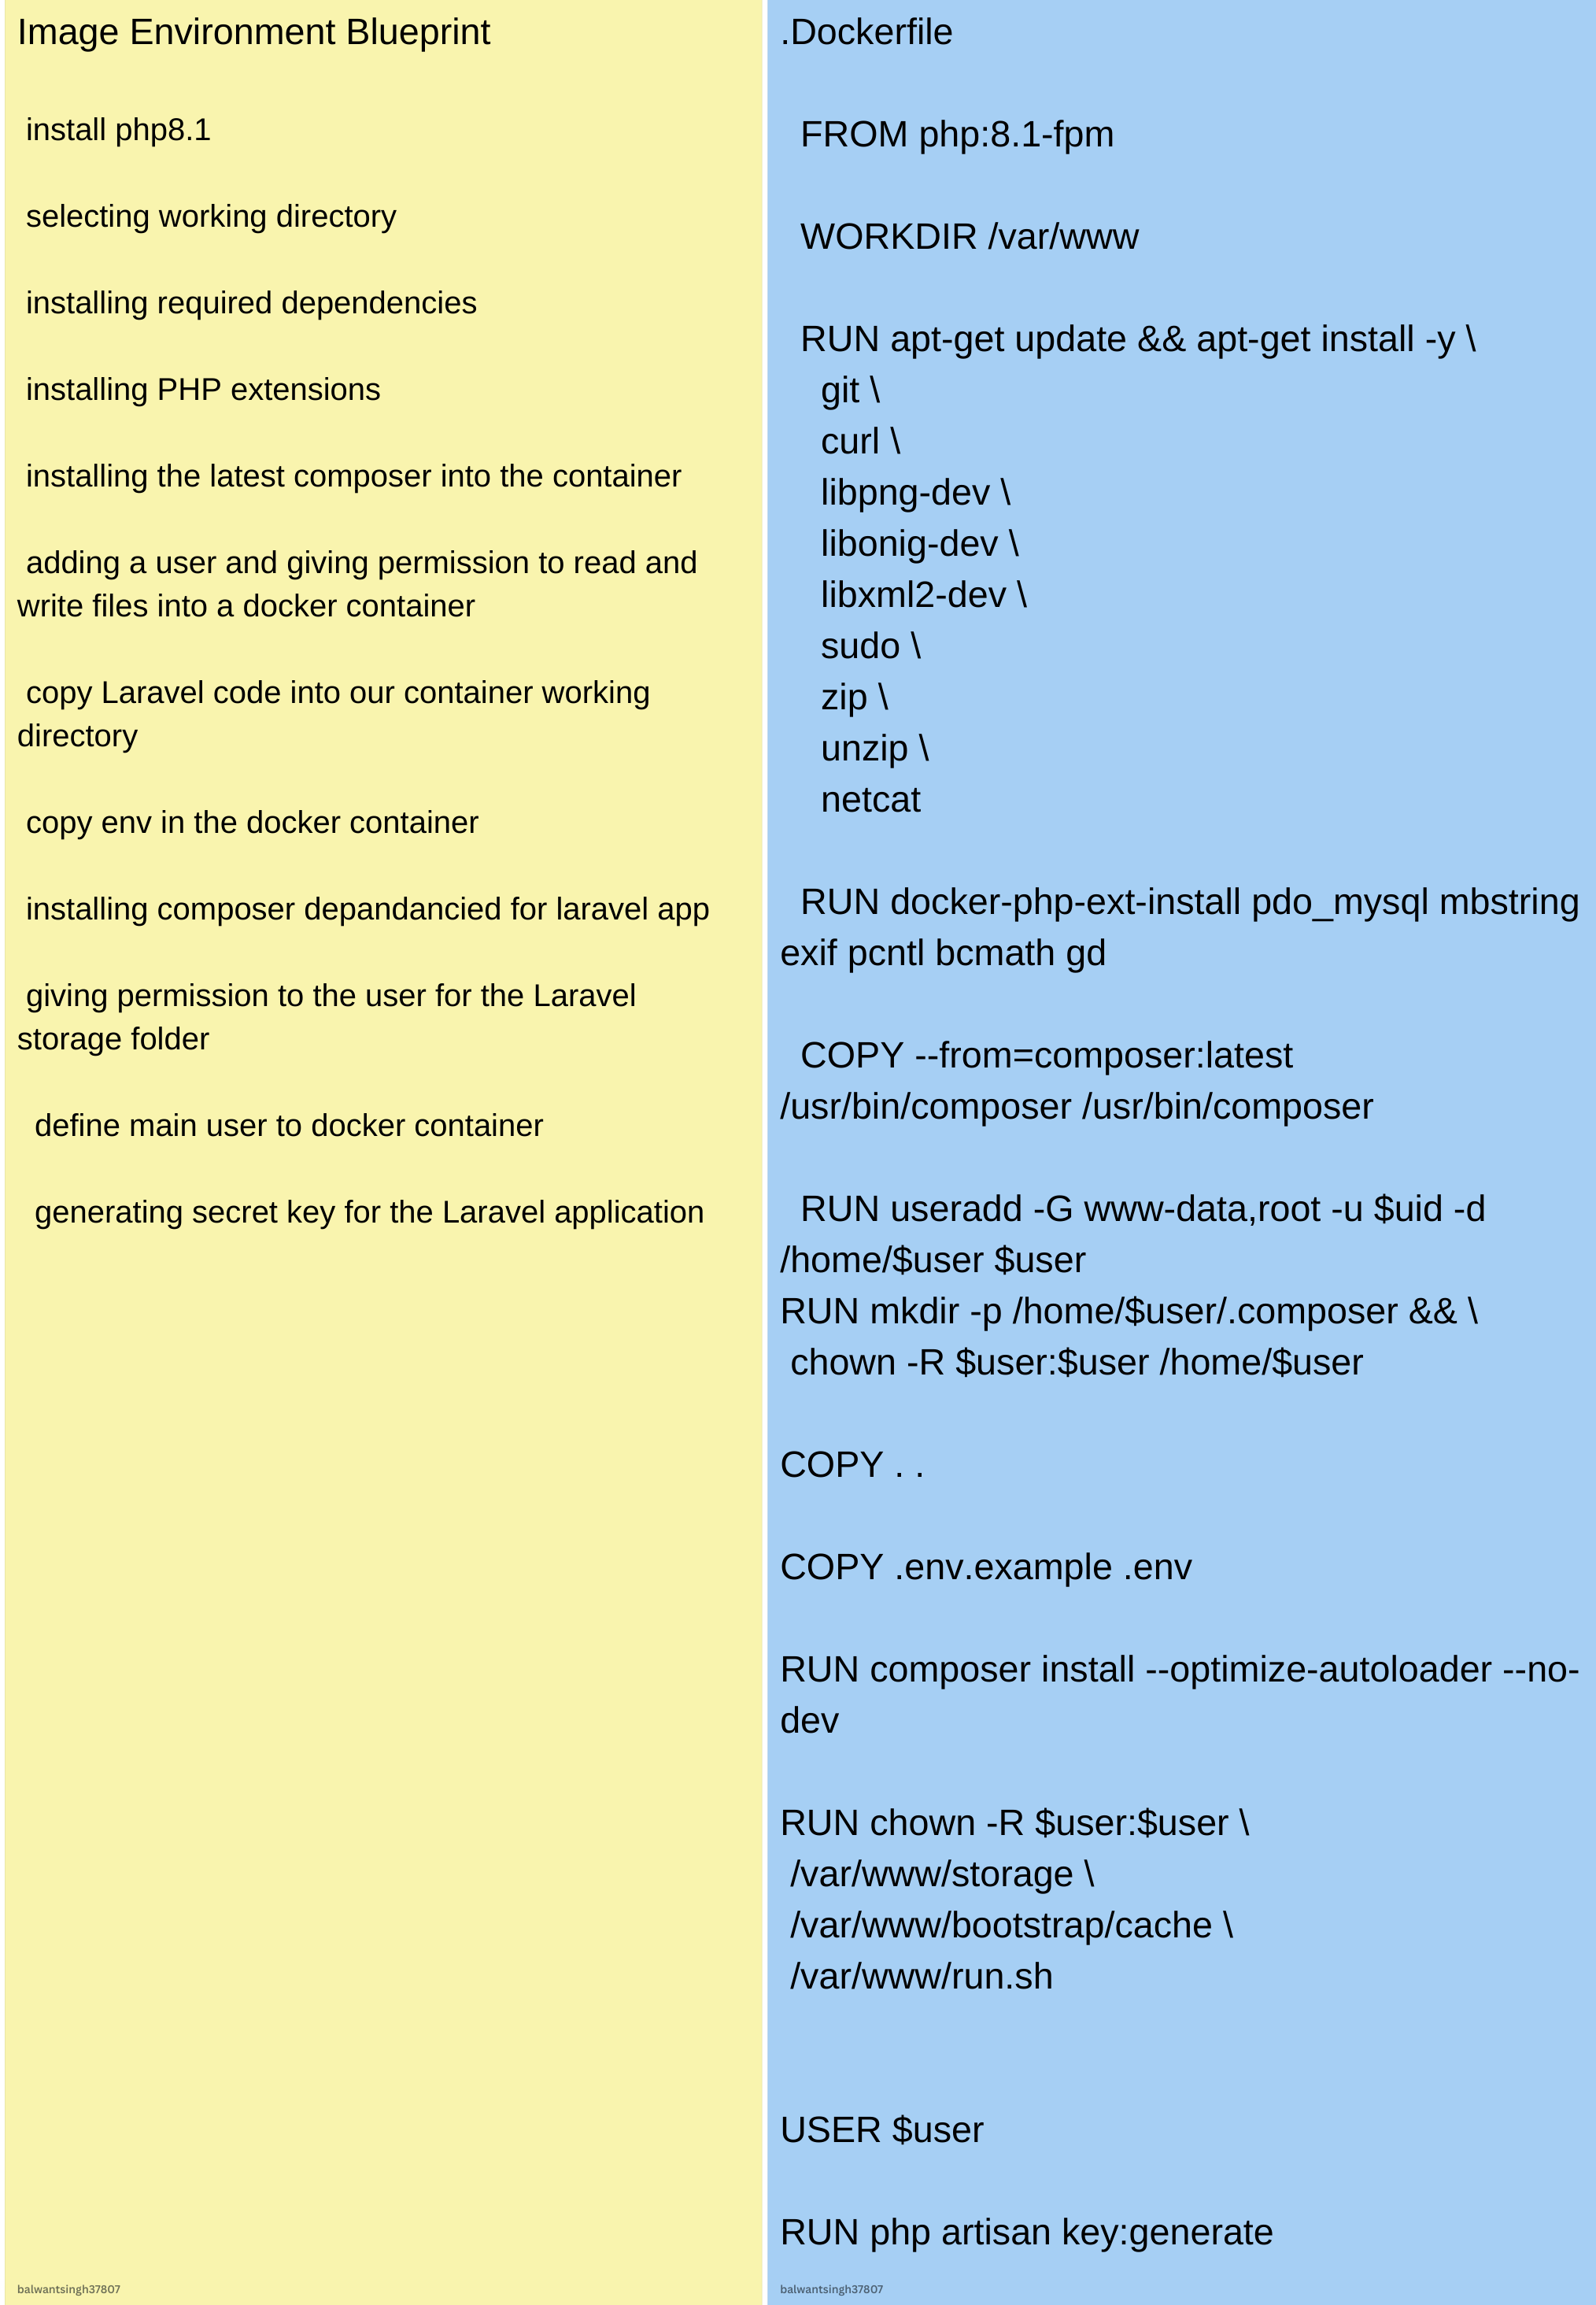 Image Environment Blueprint
install php8.1
selecting working directory
installing required dependencies
installing PHP extensions
installing the latest composer into the container
adding a user and giving permission to read and
write files into a docker container
copy Laravel code into our container working
directory
copy env in the docker container
installing composer depandancied for laravel app
giving permission to the user for the Laravel
storage folder
define main user to docker container
generating secret key for the Laravel application
balwantsingh37807
.Dockerfile
FROM php:8.1-fpm
WORKDIR /var/www
RUN apt-get update && apt-get install -y \
git \
curl \
libpng-dev \
libonig-dev \
libxml2-dev \
sudo \
zip \
unzip \
netcat
RUN docker-php-ext-install pdo_mysql mbstring
exif pcntl bcmath gd
COPY --from=composer:latest
/usr/bin/composer /usr/bin/composer
RUN useradd -G www-data,root -u $uid -d
/home/$user $user
RUN mkdir -p /home/$user/.composer && \
chown -R $user:$user /home/$user
COPY . .
COPY .env.example .env
RUN composer install --optimize-autoloader --no-
dev
RUN chown -R $user:$user \
/var/www/storage \
/var/www/bootstrap/cache \
/var/www/run.sh
USER $user
RUN php artisan key:generate
balwantsingh37807